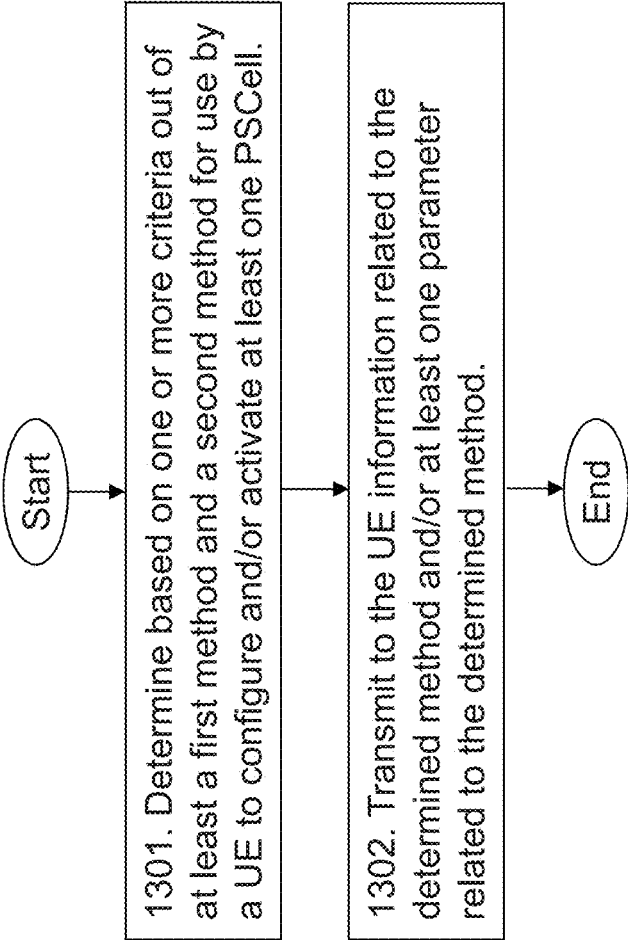 Start
1301. Determine based on one or more criteria out of
at least a first method and a second method for use by
a UE to configure and/or activate at least one PSCell.
1302. Transmit to the UE information related to the
determined method and/or at least one parameter
related to the determined method.
End